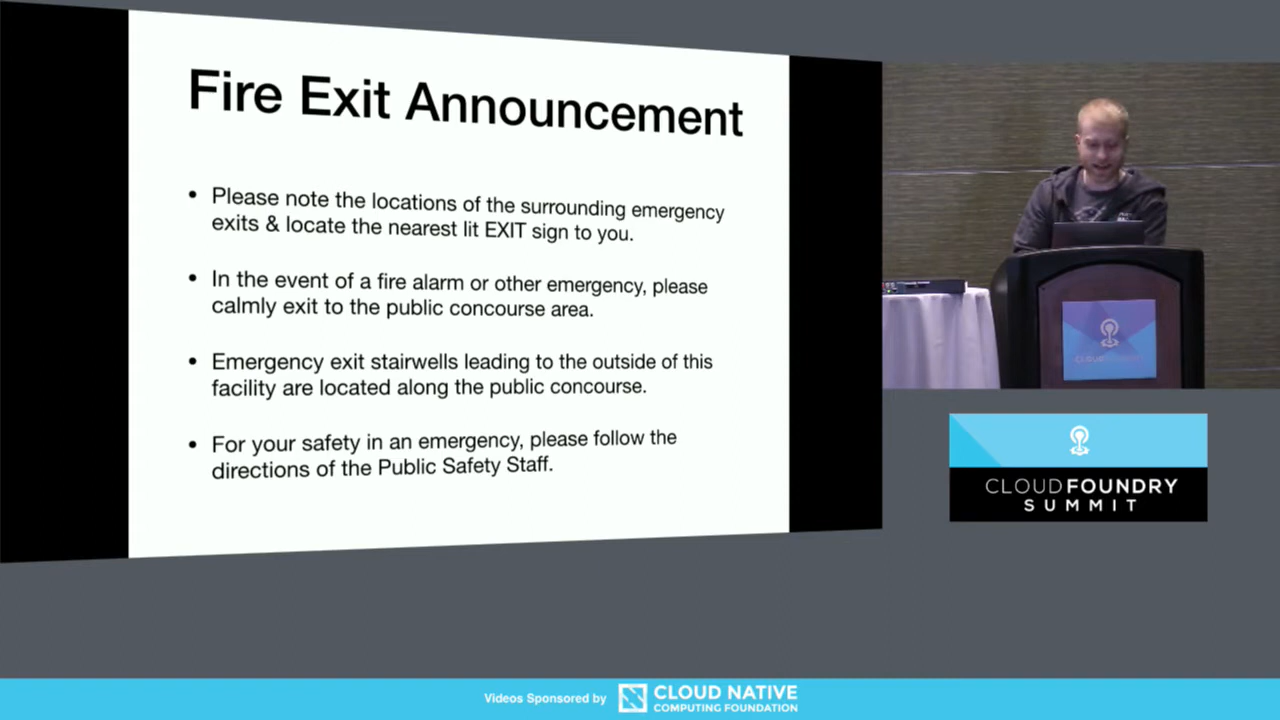 Fire Exit Announcement
• Please note the locations of the surrounding emergency
exits & locate the nearest lit EXIT sign to you.
• In the event of a fire alarm or other emergency, please
calmly exit to the public concourse area.
• Emergency exit stairwells leading to the outside of this
facility are located along the public concourse.
• For your safety in an emergency, please follow the
directions of the Public Safety Staff.
CLOUD FOUNDRY
SUMMIT
Videos Sponsored by
CLOUD NATIVE
COMPUTING FOUNDATION